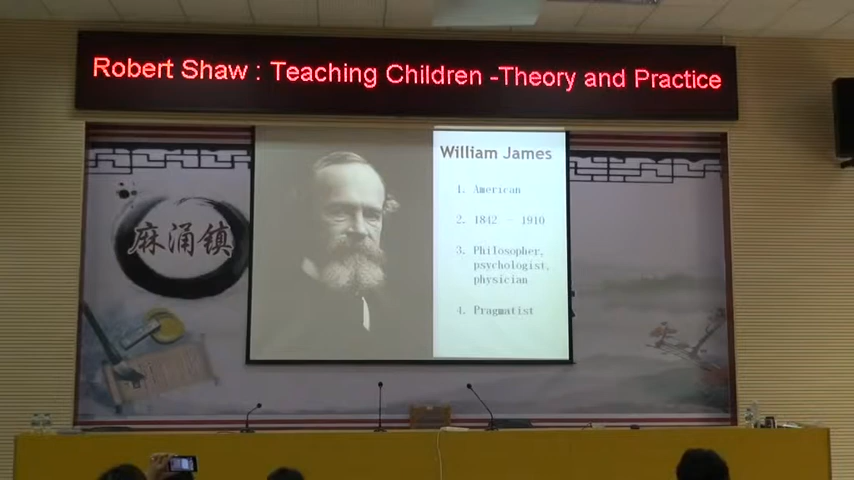 Robert Shaw : Teaching Children -Theory and Practice
William James
1. American
2. 1842 - 1910
3. Philosopher,
psychologist,
physician
4. Pragmatist
麻涌镇